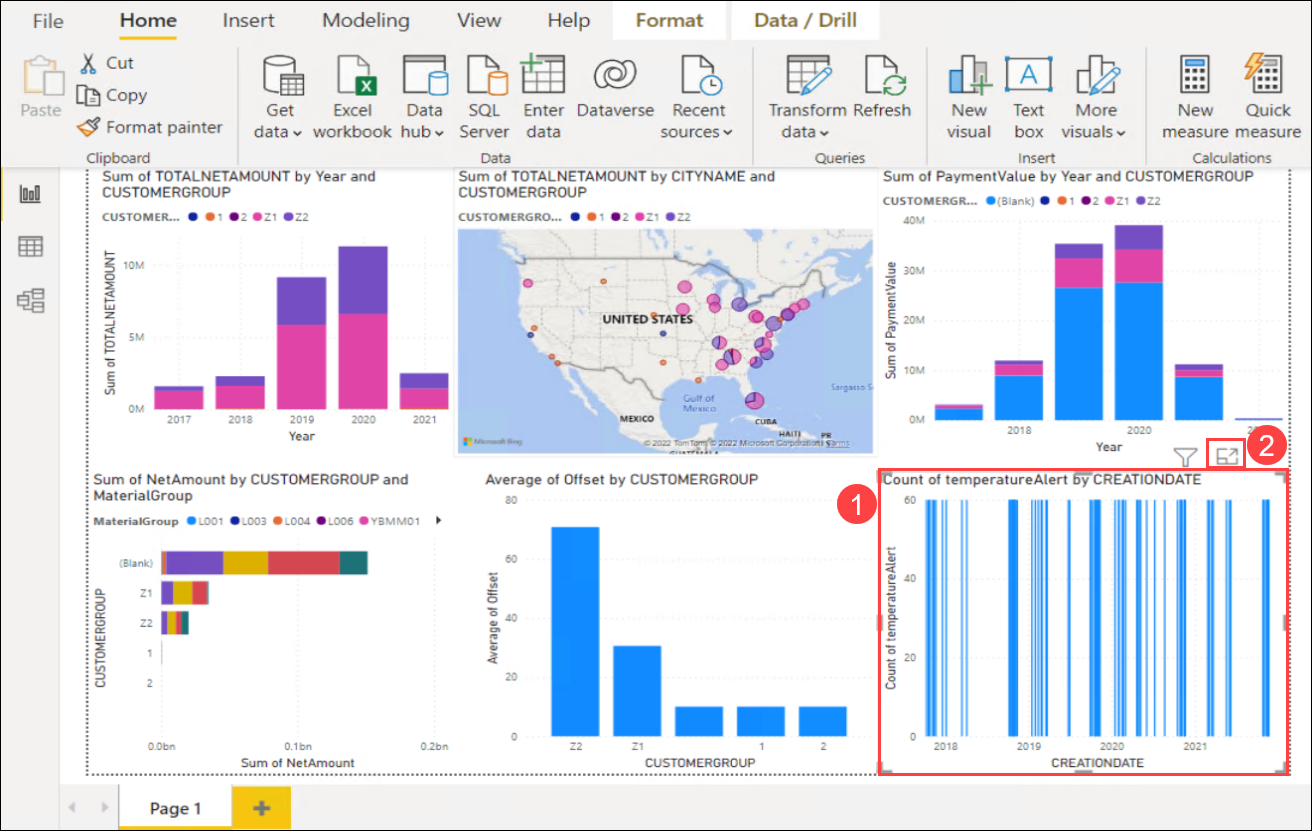 File Home Insert Modeling View Help Format Data / Drill
Paste
Cut
Copy
Format painter
Clipboard
Get data
Excel workbook
Data hub
SQL Server
Enter data
Dataverse
Recent sources
Data
Transform data
Refresh
Queries
New visual
Text box
More visuals
Insert
New measure
Quick measure
Calculations
Sum of TOTALNETAMOUNT by Year and
CUSTOMERGROUP
CUSTOMER... 1 2 Z1 Z2
Sum of TOTALNETAMOUNT
10M
5M
0M
2017 2018 2019 2020 2021
Year
Sum of TOTALNETAMOUNT by CITYNAME and
CUSTOMERGROUP
CUSTOMERGRO... 1 2 Z1 Z2
UNITED STATES
Sargasso S
Gulf of
Mexico
MEXICO
CUBA
HAITI PR
Microsoft Bing
© 2022 TomTom, © 2022 Microsoft Corporation Terms
GUATEMALA
Sum of PaymentValue by Year and CUSTOMERGROUP
CUSTOMERGR... (Blank) 1 2 Z1 Z2
Sum of PaymentValue
40M
30M
20M
10M
0M
2018 2020
Year
2
1
Sum of NetAmount by CUSTOMERGROUP and
MaterialGroup
MaterialGroup L001 L003 L004 L006 YBMM01
CUSTOMERGROUP
(Blank)
Z1
Z2
1
2
0.0bn 0.1bn 0.2bn
Sum of NetAmount
Average of Offset by CUSTOMERGROUP
Average of Offset
80
60
40
20
0
Z2 Z1 1 2
CUSTOMERGROUP
Count of temperatureAlert by CREATIONDATE
Count of temperatureAlert
60
40
20
0
2018 2019 2020 2021
CREATIONDATE
Page 1